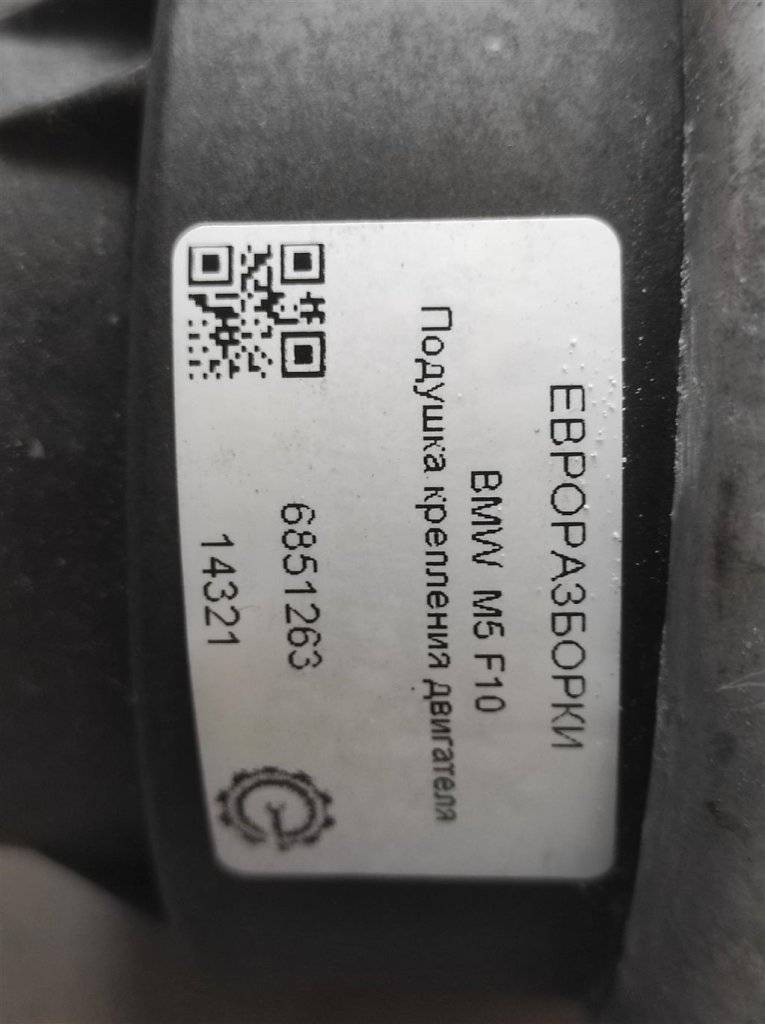 ЕВРОРАЗБОРКИ
BMW M5 F10
Подушка крепления двигателя
6851263
14321